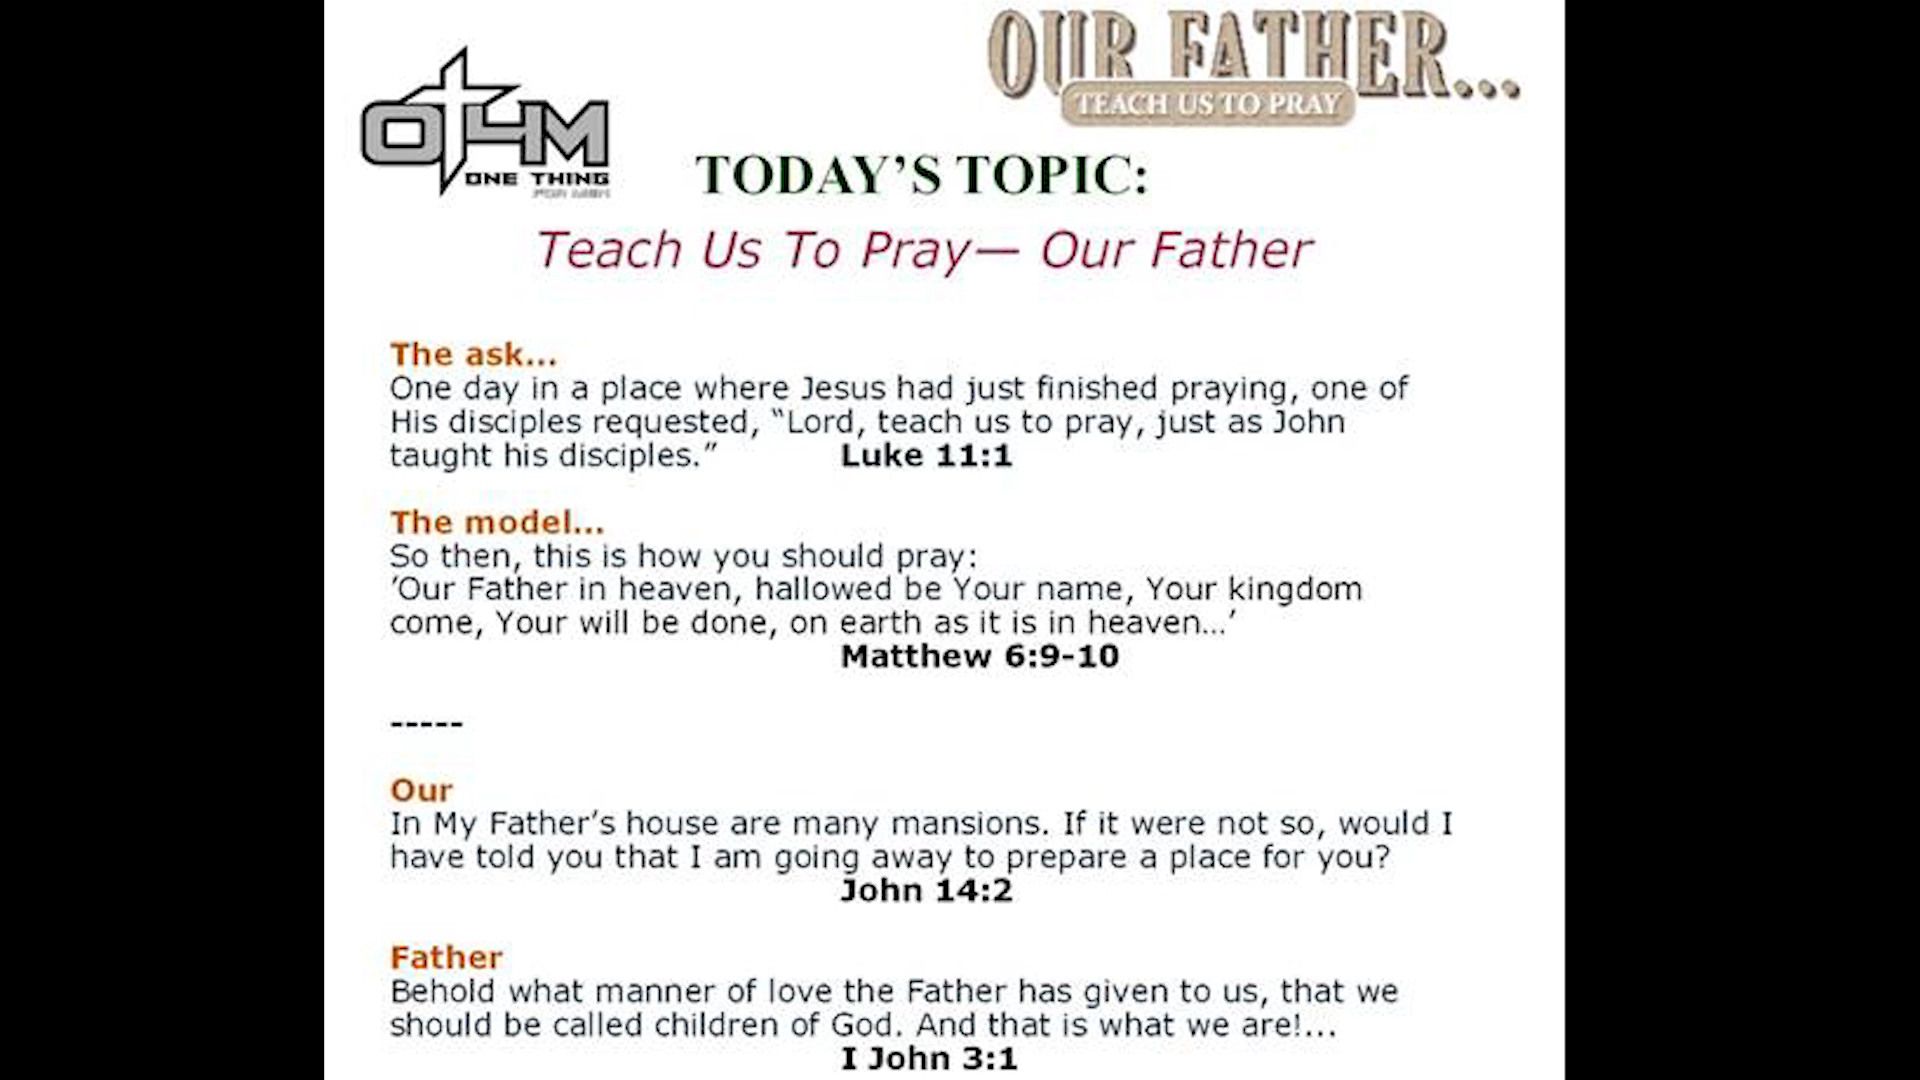 OUR FATHER...
TEACH US TO PRAY
OT4M
ONE THING
FOR MEN
TODAY'S TOPIC:
Teach Us To Pray— Our Father
The ask...
One day in a place where Jesus had just finished praying, one of
His disciples requested, “Lord, teach us to pray, just as John
taught his disciples.” Luke 11:1
The model...
So then, this is how you should pray:
‘Our Father in heaven, hallowed be Your name, Your kingdom
come, Your will be done, on earth as it is in heaven...’
Matthew 6:9-10
-----
Our
In My Father’s house are many mansions. If it were not so, would I
have told you that I am going away to prepare a place for you?
John 14:2
Father
Behold what manner of love the Father has given to us, that we
should be called children of God. And that is what we are!...
I John 3:1